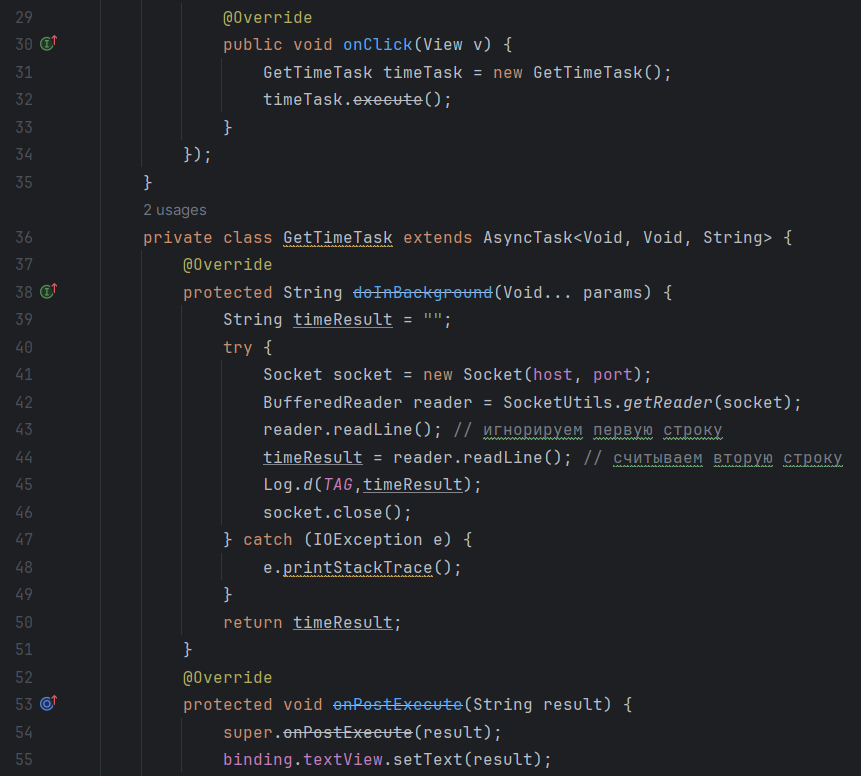 29 @Override
30 public void onClick(View v) {
31 GetTimeTask timeTask = new GetTimeTask();
32 timeTask.execute();
33 }
34 });
35 }
2 usages
36 private class GetTimeTask extends AsyncTask<Void, Void, String> {
37 @Override
38 protected String doInBackground(Void... params) {
39 String timeResult = "";
40 try {
41 Socket socket = new Socket(host, port);
42 BufferedReader reader = SocketUtils.getReader(socket);
43 reader.readLine(); // игнорируем первую строку
44 timeResult = reader.readLine(); // считываем вторую строку
45 Log.d(TAG,timeResult);
46 socket.close();
47 } catch (IOException e) {
48 e.printStackTrace();
49 }
50 return timeResult;
51 }
52 @Override
53 protected void onPostExecute(String result) {
54 super.onPostExecute(result);
55 binding.textView.setText(result);